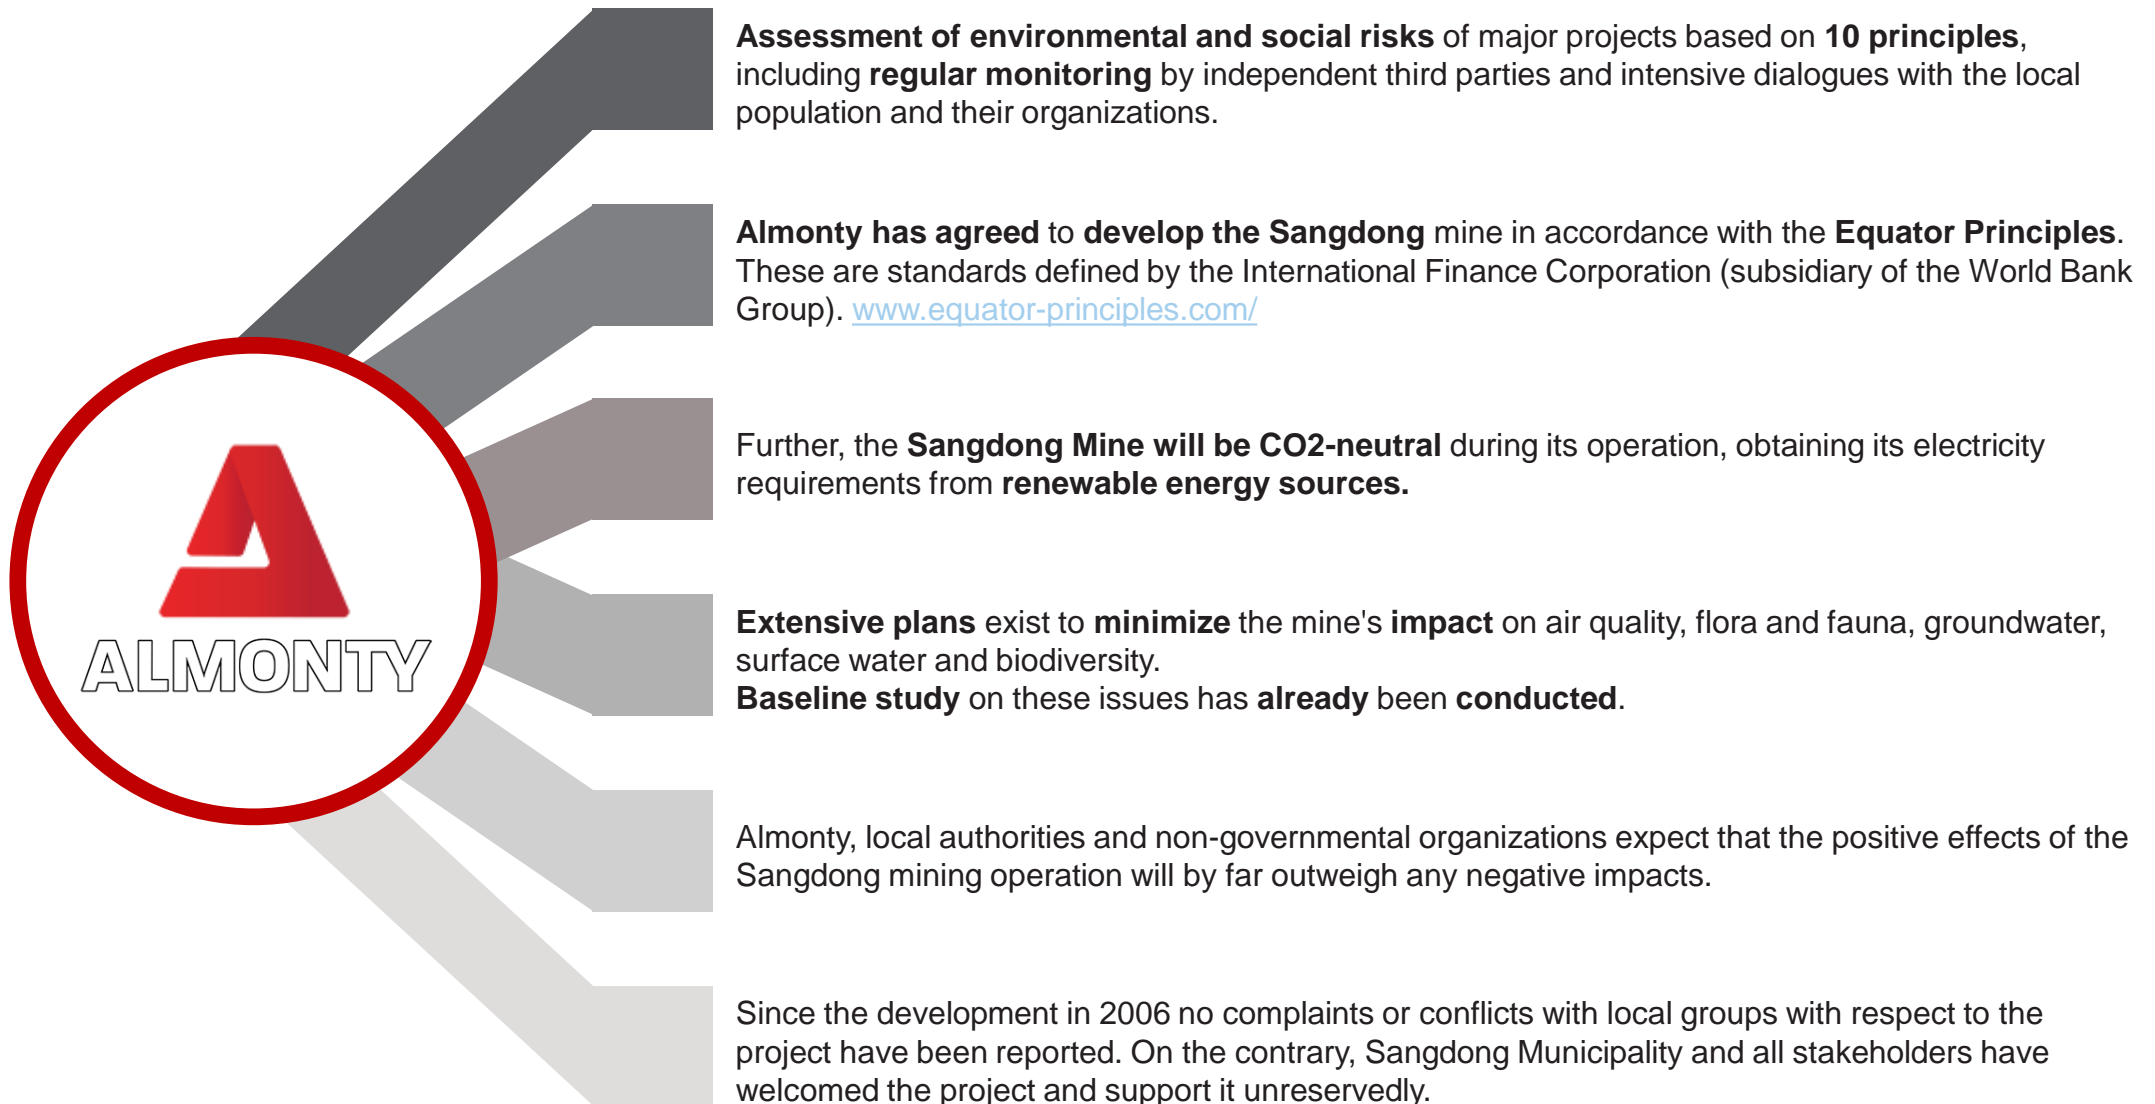 Assessment of environmental and social risks of major projects based on 10 principles,
including regular monitoring by independent third parties and intensive dialogues with the local
population and their organizations.
Almonty has agreed to develop the Sangdong mine in accordance with the Equator Principles.
These are standards defined by the International Finance Corporation (subsidiary of the World Bank
Group). www.equator-principles.com/
Further, the Sangdong Mine will be CO2-neutral during its operation, obtaining its electricity
requirements from renewable energy sources.
ALMONTY
Extensive plans exist to minimize the mine's impact on air quality, flora and fauna, groundwater,
surface water and biodiversity.
Baseline study on these issues has already been conducted.
Almonty, local authorities and non-governmental organizations expect that the positive effects of the
Sangdong mining operation will by far outweigh any negative impacts.
Since the development in 2006 no complaints or conflicts with local groups with respect to the
project have been reported. On the contrary, Sangdong Municipality and all stakeholders have
welcomed the project and support it unreservedly.